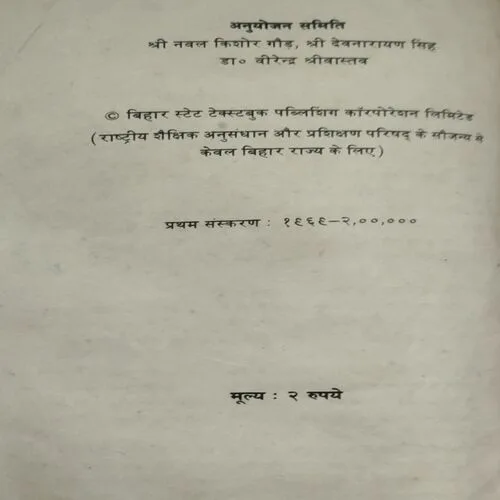 अनुयोजन समिति
श्री नवल किशोर गौड़, श्री देवनारायण सिंह
डा० वीरेन्द्र श्रीवास्तव
© बिहार स्टेट टेक्स्टबुक पब्लिशिंग कॉरपोरेशन लिमिटेड
(राष्ट्रीय शैक्षिक अनुसंधान और प्रशिक्षण परिषद् के सौजन्य से
केवल बिहार राज्य के लिए)
प्रथम संस्करण : १९६९—२,००,०००
मूल्य : २ रुपये